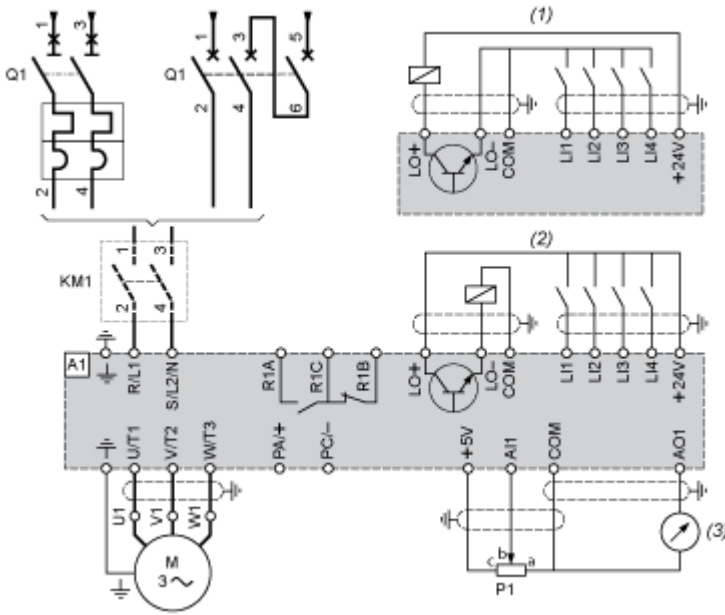 1 3 1 3 5 (1)
Q1 Q1
2 4 6
2 4
LO+ LO- COM LI1 LI2 LI3 LI4 +24V
1 3
KM1
2 4
(2)
A1
R/L1 S/L2/N R1A R1C R1B LO+ LO- COM LI1 LI2 LI3 LI4 +24V
U/T1 V/T2 W/T3 PA/+ PC/- +5V AI1 COM AO1
U1 V1 W1
(3)
M
3~
c b a
P1